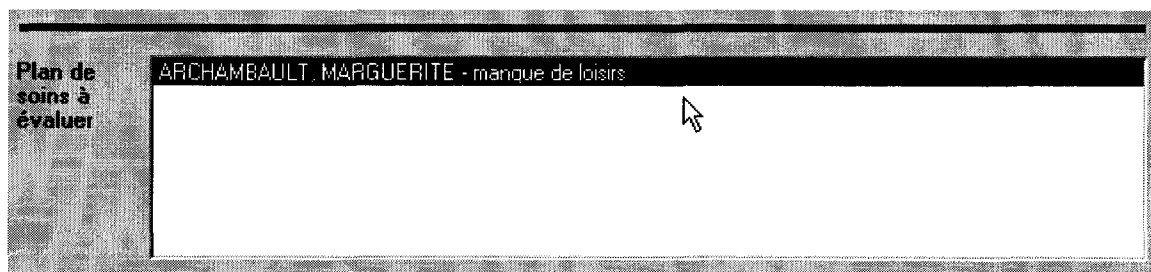 Plan de
soins à
évaluer
ARCHAMBAULT, MARGUERITE - manque de loisirs